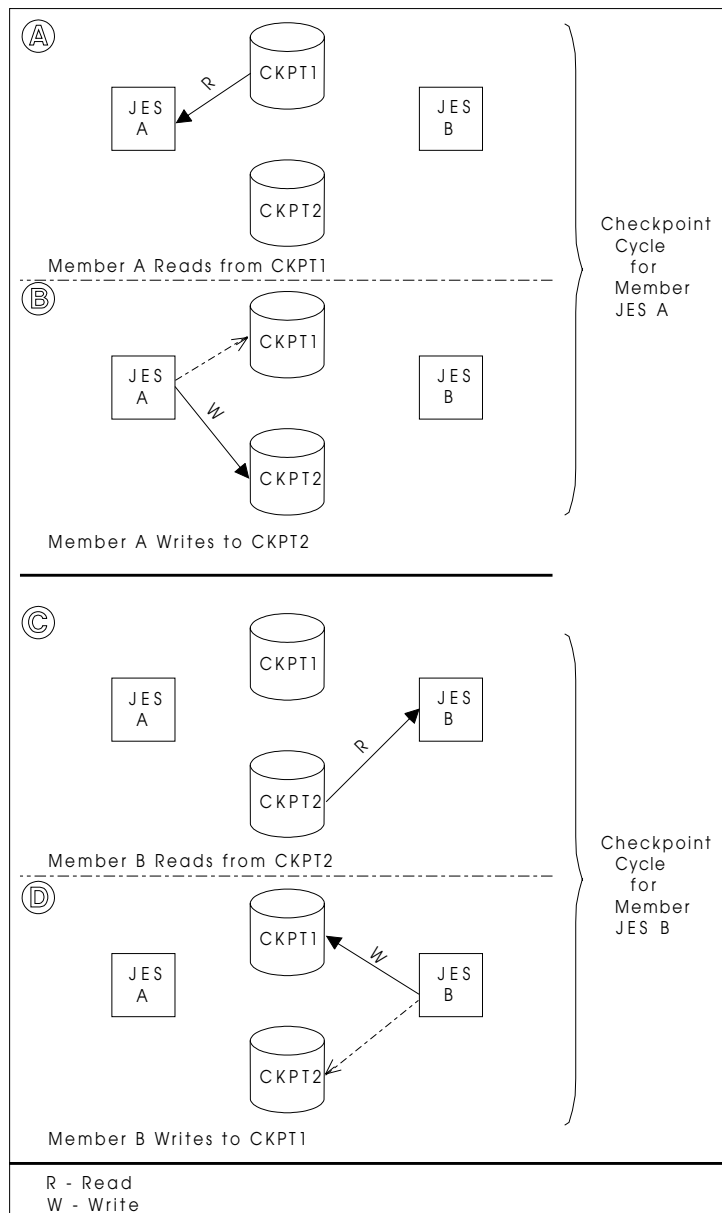 A
CKPT1
R
JES
A
JES
B
CKPT2
Member A Reads from CKPT1
Checkpoint
Cycle
for
Member
JES A
B
CKPT1
JES
A
JES
B
W
CKPT2
Member A Writes to CKPT2
C
CKPT1
JES
A
JES
B
R
CKPT2
Member B Reads from CKPT2
Checkpoint
Cycle
for
Member
JES B
D
CKPT1
W
JES
A
JES
B
CKPT2
Member B Writes to CKPT1
R - Read
W - Write